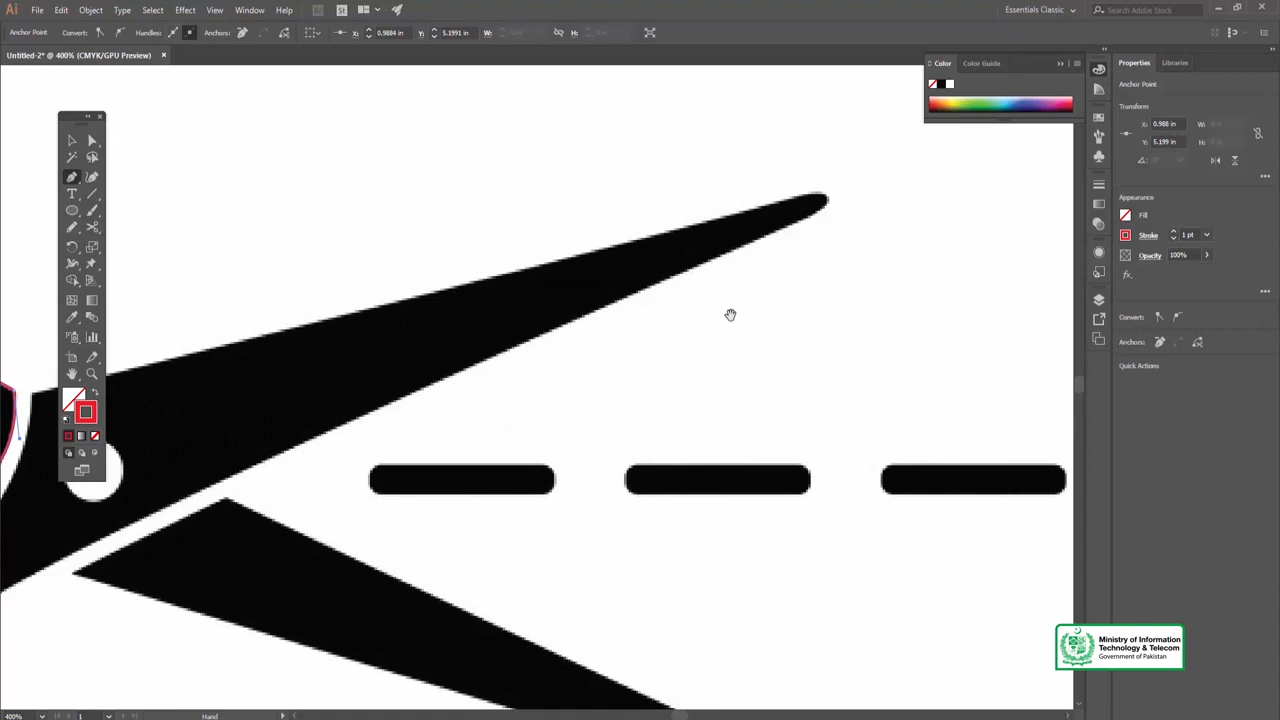 Ai File Edit Object Type Select Effect View Window Help Br St Essentials Classic Search Adobe Stock
Anchor Point Convert: Handles: Anchors: X: 0.9884 in Y: 5.1991 in W: H:
Untitled-2* @ 400% (CMYK/GPU Preview)
Color Color Guide
Properties Libraries
Anchor Point
Transform
X: 0.988 in W:
Y: 5.199 in H:
Appearance
Fill
Stroke 1 pt
Opacity 100%
fx.
Convert:
Anchors:
Quick Actions
Ministry of Information
Technology & Telecom
Government of Pakistan
400% 1 Hand